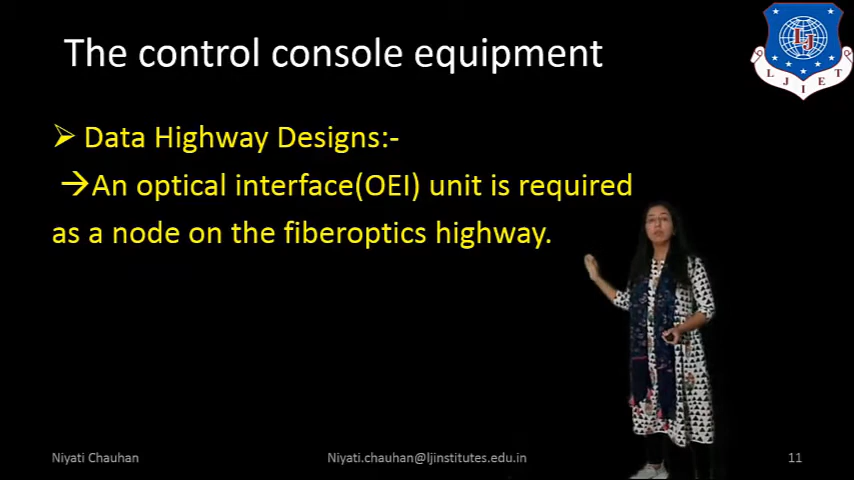 The control console equipment
LJ
LJIET
➢ Data Highway Designs:-
→An optical interface(OEI) unit is required
as a node on the fiberoptics highway.
Niyati Chauhan
Niyati.chauhan@ljinstitutes.edu.in
11